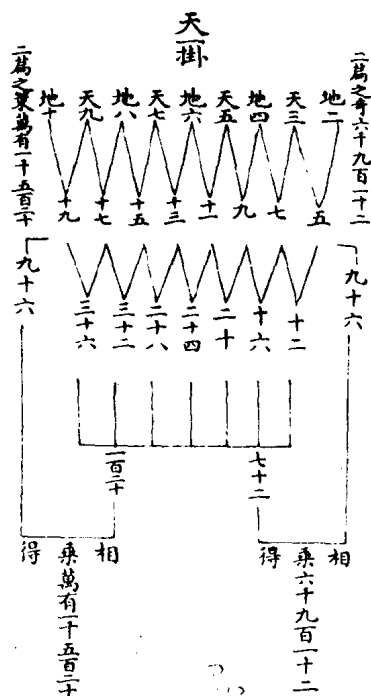 天一掛
二篇之奇六千九百一十二
地二
天三
地四
天五
地六
天七
地八
天九
地十
二篇之策萬有一千五百二十
五
七
九
十一
十三
十五
十七
十九
九十六
十二
十六
二十
二十四
二十八
三十二
三十六
九十六
七十二
一百二十
相
乘六千九百一十二
得
相
乘萬有一千五百二十
得